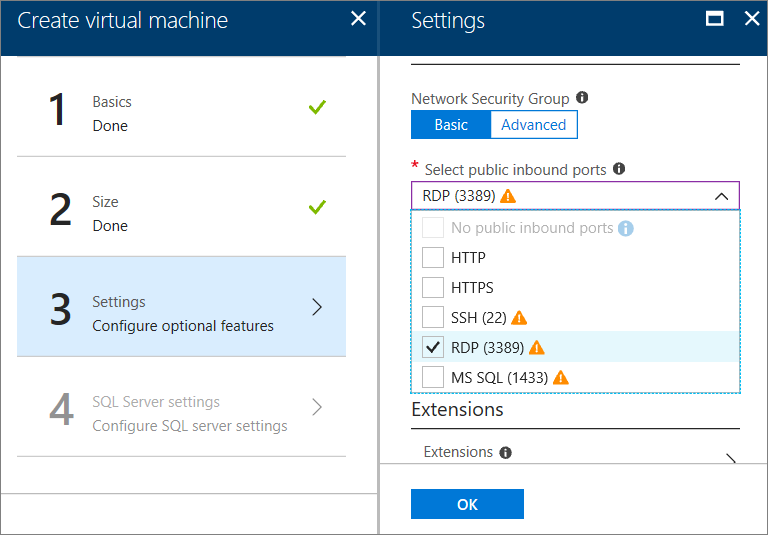 Create virtual machine
1
Basics
Done
2
Size
Done
3
Settings
Configure optional features
4
SQL Server settings
Configure SQL server settings
Settings
Network Security Group
Basic
Advanced
* Select public inbound ports
RDP (3389)
No public inbound ports
HTTP
HTTPS
SSH (22)
RDP (3389)
MS SQL (1433)
Extensions
Extensions
OK